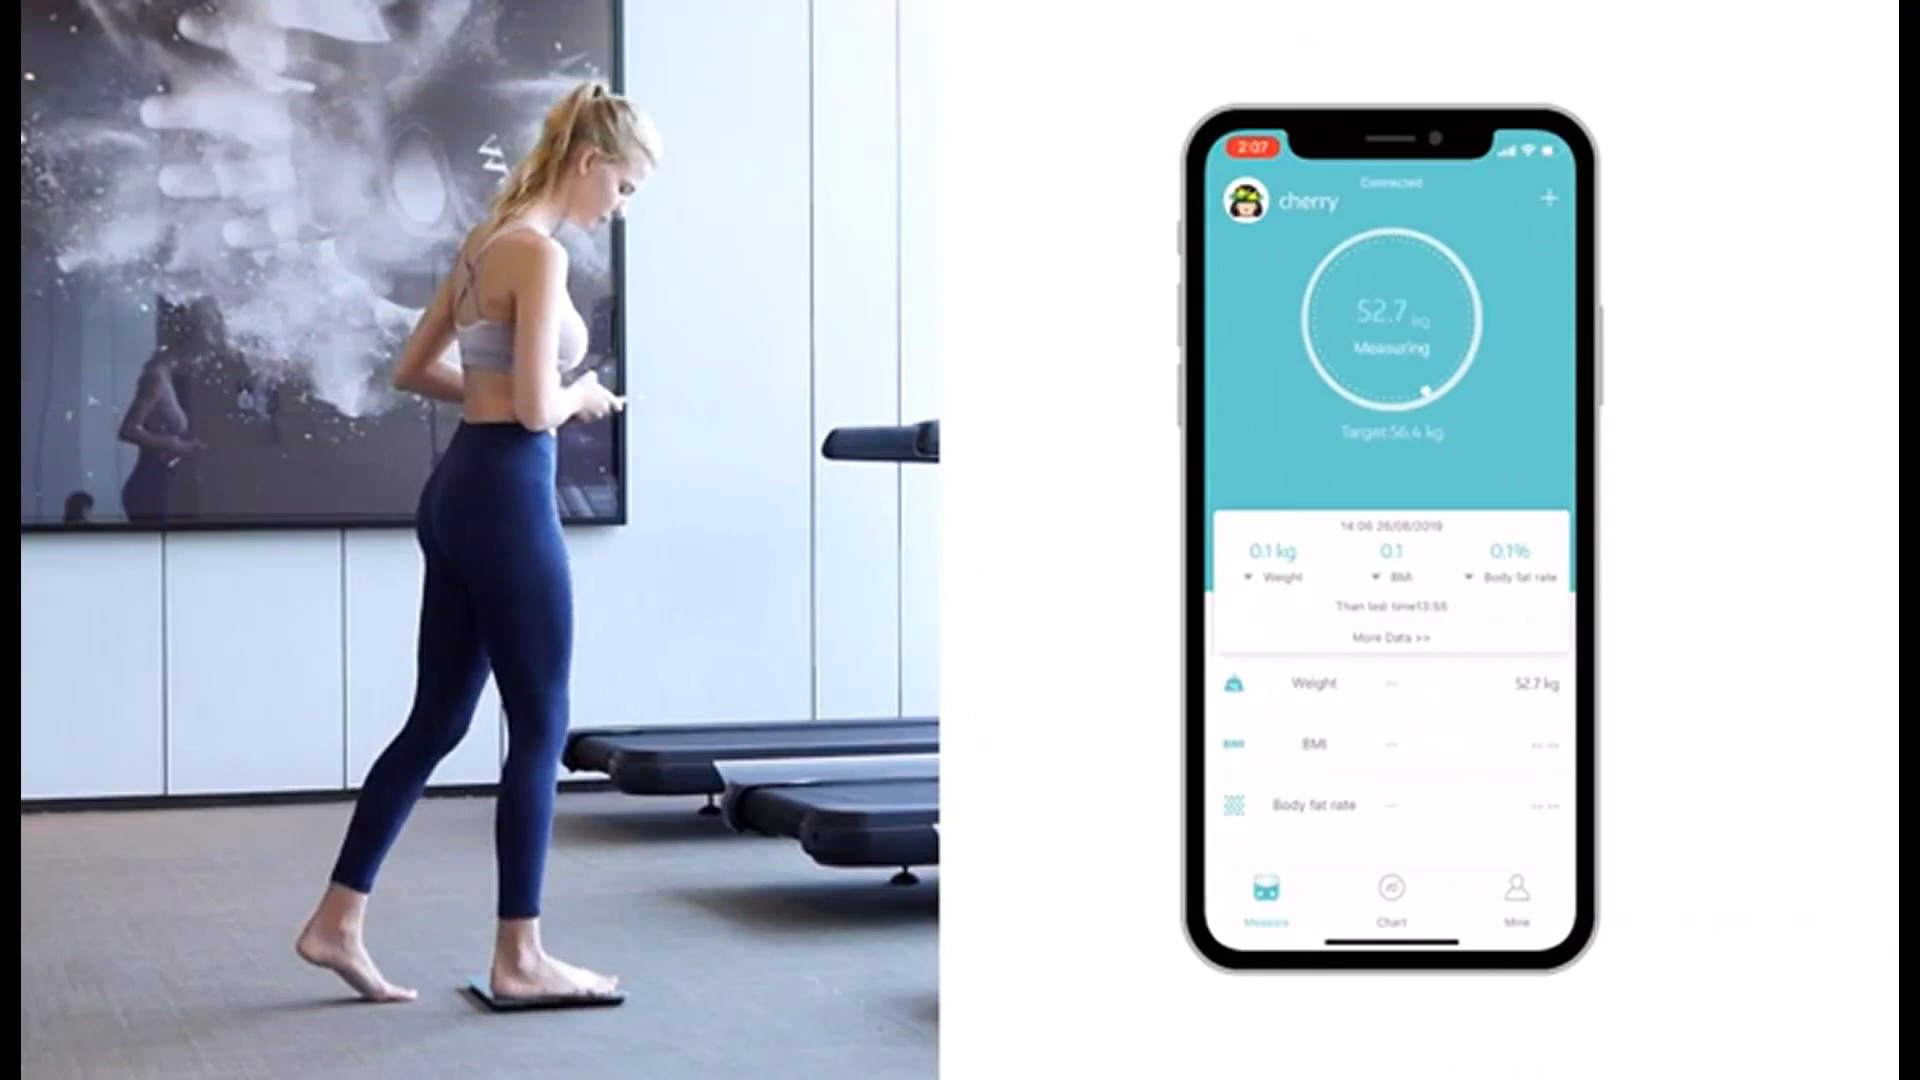 2:07
Connected
cherry
+
52.7 kg
Measuring
Target:56.4 kg
14:06 26/08/2019
0.1 kg 0.1 0.1%
Weight BMI Body fat rate
Than last time13:55
More Data >>
Weight -- 52.7 kg
BMI BMI -- --.--
Body fat rate -- --.--
Measure Chart Mine